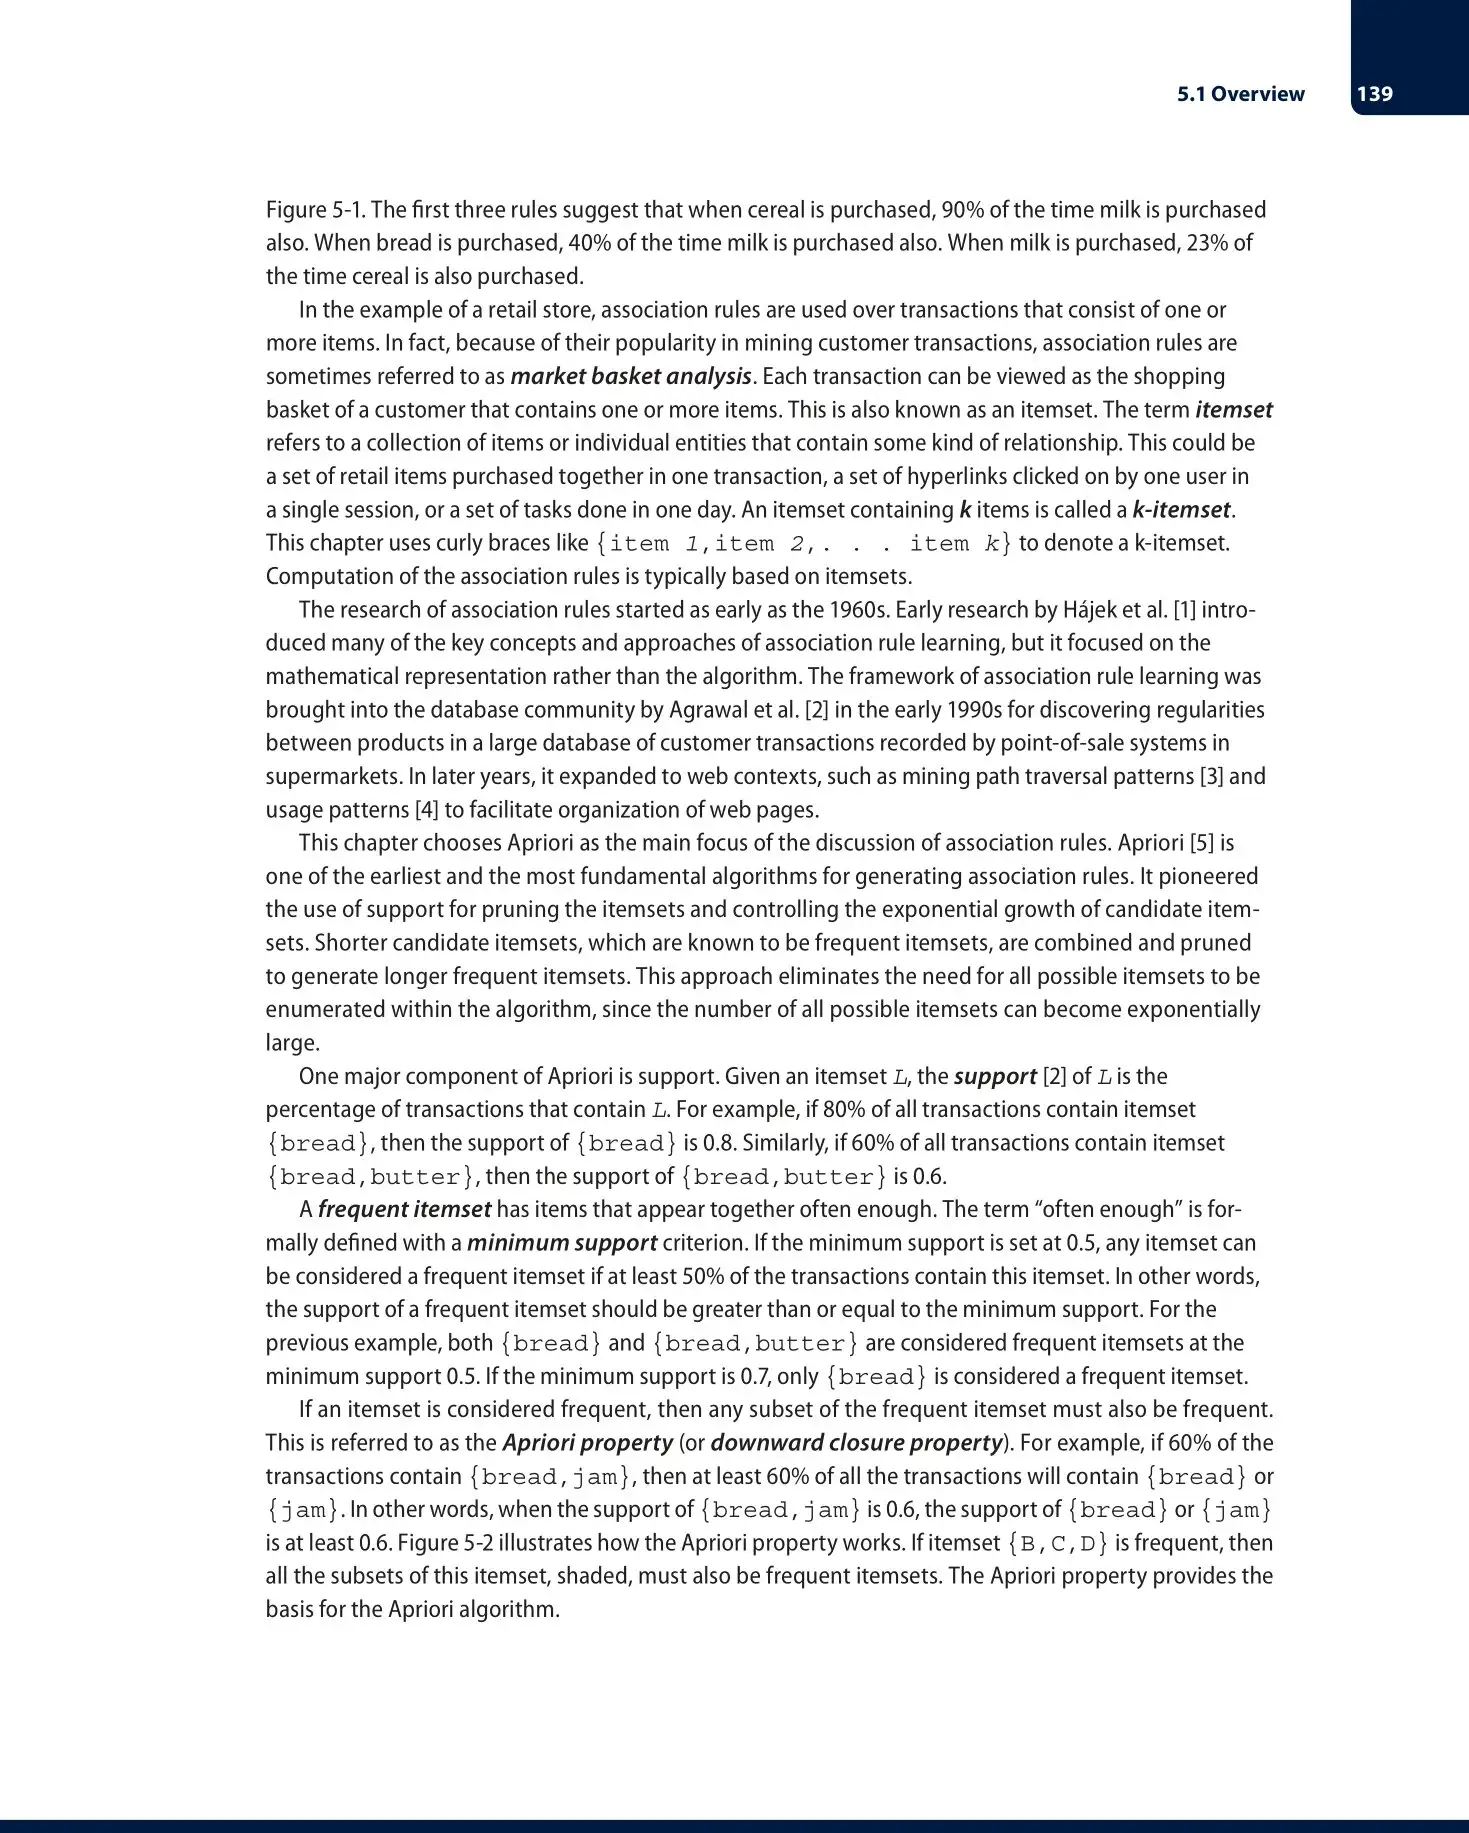 5.1 Overview 139
Figure 5-1. The first three rules suggest that when cereal is purchased, 90% of the time milk is purchased
also. When bread is purchased, 40% of the time milk is purchased also. When milk is purchased, 23% of
the time cereal is also purchased.
In the example of a retail store, association rules are used over transactions that consist of one or
more items. In fact, because of their popularity in mining customer transactions, association rules are
sometimes referred to as market basket analysis. Each transaction can be viewed as the shopping
basket of a customer that contains one or more items. This is also known as an itemset. The term itemset
refers to a collection of items or individual entities that contain some kind of relationship. This could be
a set of retail items purchased together in one transaction, a set of hyperlinks clicked on by one user in
a single session, or a set of tasks done in one day. An itemset containing k items is called a k-itemset.
This chapter uses curly braces like {item 1,item 2,. . . item k} to denote a k-itemset.
Computation of the association rules is typically based on itemsets.
The research of association rules started as early as the 1960s. Early research by Hájek et al. [1] intro-
duced many of the key concepts and approaches of association rule learning, but it focused on the
mathematical representation rather than the algorithm. The framework of association rule learning was
brought into the database community by Agrawal et al. [2] in the early 1990s for discovering regularities
between products in a large database of customer transactions recorded by point-of-sale systems in
supermarkets. In later years, it expanded to web contexts, such as mining path traversal patterns [3] and
usage patterns [4] to facilitate organization of web pages.
This chapter chooses Apriori as the main focus of the discussion of association rules. Apriori [5] is
one of the earliest and the most fundamental algorithms for generating association rules. It pioneered
the use of support for pruning the itemsets and controlling the exponential growth of candidate item-
sets. Shorter candidate itemsets, which are known to be frequent itemsets, are combined and pruned
to generate longer frequent itemsets. This approach eliminates the need for all possible itemsets to be
enumerated within the algorithm, since the number of all possible itemsets can become exponentially
large.
One major component of Apriori is support. Given an itemset L, the support [2] of L is the
percentage of transactions that contain L. For example, if 80% of all transactions contain itemset
{bread}, then the support of {bread} is 0.8. Similarly, if 60% of all transactions contain itemset
{bread,butter}, then the support of {bread,butter} is 0.6.
A frequent itemset has items that appear together often enough. The term “often enough” is for-
mally defined with a minimum support criterion. If the minimum support is set at 0.5, any itemset can
be considered a frequent itemset if at least 50% of the transactions contain this itemset. In other words,
the support of a frequent itemset should be greater than or equal to the minimum support. For the
previous example, both {bread} and {bread,butter} are considered frequent itemsets at the
minimum support 0.5. If the minimum support is 0.7, only {bread} is considered a frequent itemset.
If an itemset is considered frequent, then any subset of the frequent itemset must also be frequent.
This is referred to as the Apriori property (or downward closure property). For example, if 60% of the
transactions contain {bread,jam}, then at least 60% of all the transactions will contain {bread} or
{jam}. In other words, when the support of {bread,jam} is 0.6, the support of {bread} or {jam}
is at least 0.6. Figure 5-2 illustrates how the Apriori property works. If itemset {B,C,D} is frequent, then
all the subsets of this itemset, shaded, must also be frequent itemsets. The Apriori property provides the
basis for the Apriori algorithm.